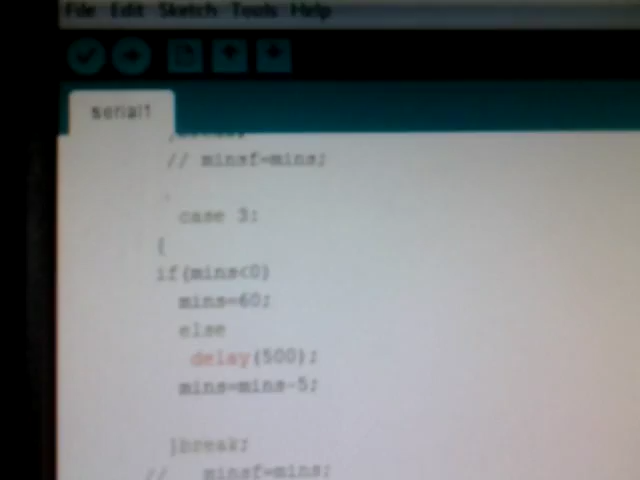 File Edit Sketch Tools Help
serial1
// minsf=mins;
case 3:
{
if(mins<0)
mins=60;
else
delay(500);
mins=mins-5;
}break;
// minsf=mins;